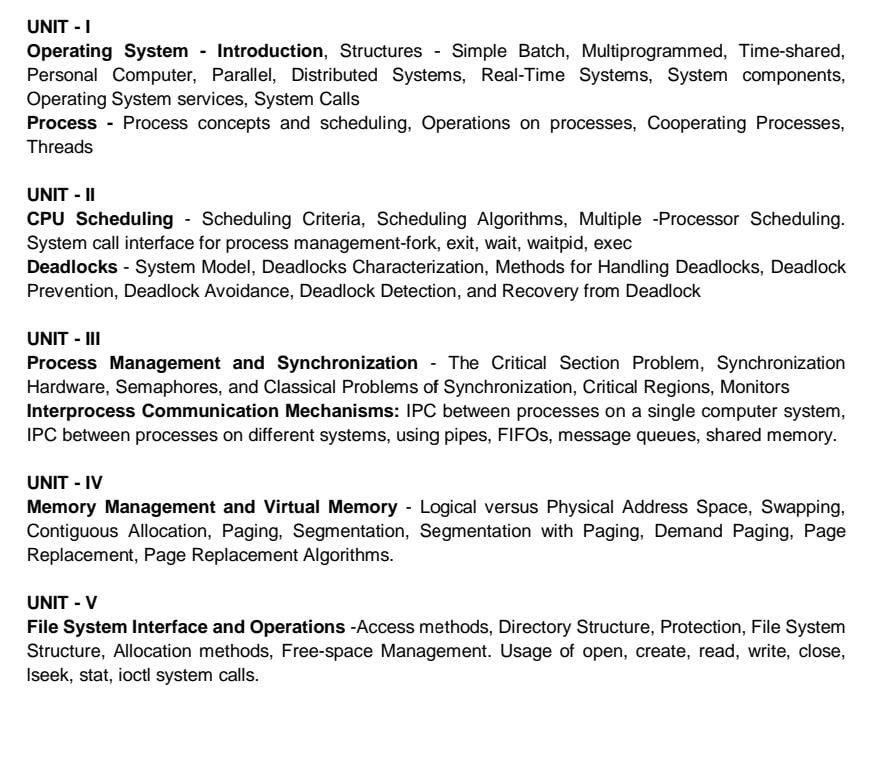 UNIT - I
Operating System - Introduction, Structures - Simple Batch, Multiprogrammed, Time-shared,
Personal Computer, Parallel, Distributed Systems, Real-Time Systems, System components,
Operating System services, System Calls
Process - Process concepts and scheduling, Operations on processes, Cooperating Processes,
Threads
UNIT - II
CPU Scheduling - Scheduling Criteria, Scheduling Algorithms, Multiple -Processor Scheduling.
System call interface for process management-fork, exit, wait, waitpid, exec
Deadlocks - System Model, Deadlocks Characterization, Methods for Handling Deadlocks, Deadlock
Prevention, Deadlock Avoidance, Deadlock Detection, and Recovery from Deadlock
UNIT - III
Process Management and Synchronization - The Critical Section Problem, Synchronization
Hardware, Semaphores, and Classical Problems of Synchronization, Critical Regions, Monitors
Interprocess Communication Mechanisms: IPC between processes on a single computer system,
IPC between processes on different systems, using pipes, FIFOs, message queues, shared memory.
UNIT - IV
Memory Management and Virtual Memory - Logical versus Physical Address Space, Swapping,
Contiguous Allocation, Paging, Segmentation, Segmentation with Paging, Demand Paging, Page
Replacement, Page Replacement Algorithms.
UNIT - V
File System Interface and Operations -Access methods, Directory Structure, Protection, File System
Structure, Allocation methods, Free-space Management. Usage of open, create, read, write, close,
lseek, stat, ioctl system calls.